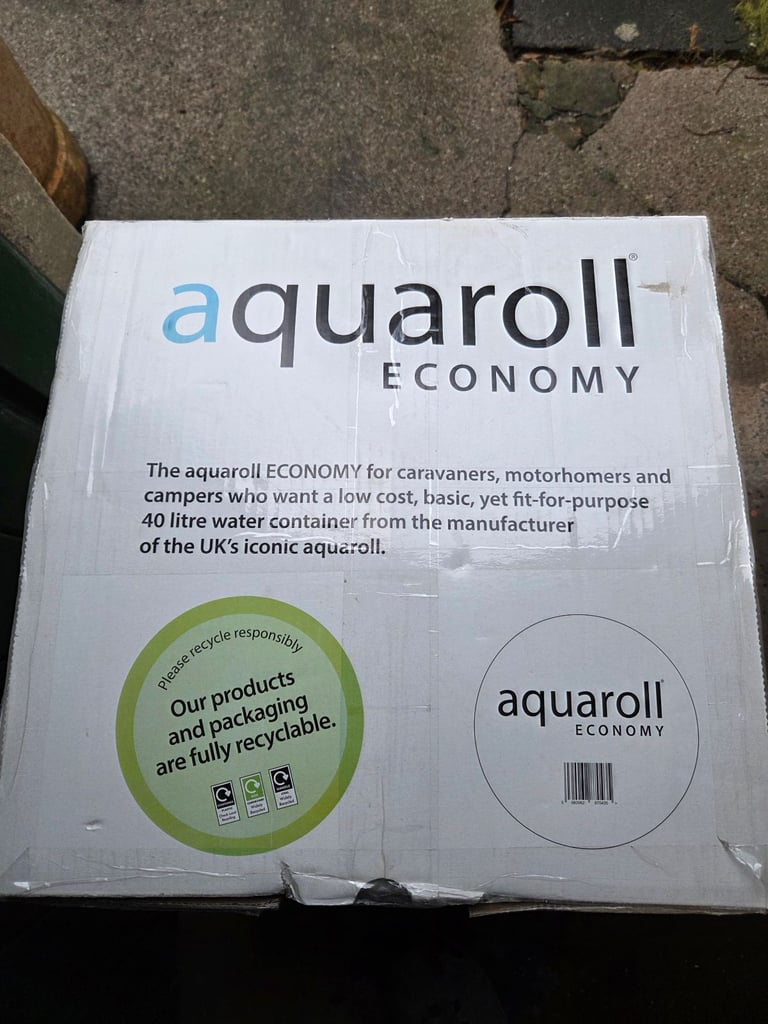 aquaroll®
ECONOMY
The aquaroll ECONOMY for caravaners, motorhomers and
campers who want a low cost, basic, yet fit-for-purpose
40 litre water container from the manufacturer
of the UK's iconic aquaroll.
Please recycle responsibly
Our products
and packaging
are fully recyclable.
aquaroll
ECONOMY